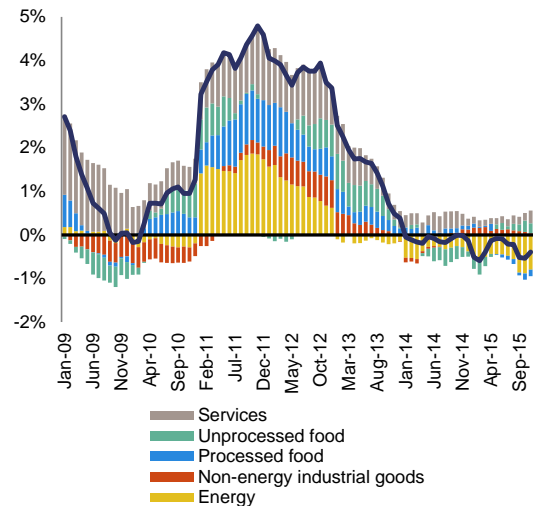 5%
4%
3%
2%
1%
0%
-1%
-2%
Jan-09
Jun-09
Nov-09
Apr-10
Sep-10
Feb-11
Jul-11
Dec-11
May-12
Oct-12
Mar-13
Aug-13
Jan-14
Jun-14
Nov-14
Apr-15
Sep-15
Services
Unprocessed food
Processed food
Non-energy industrial goods
Energy